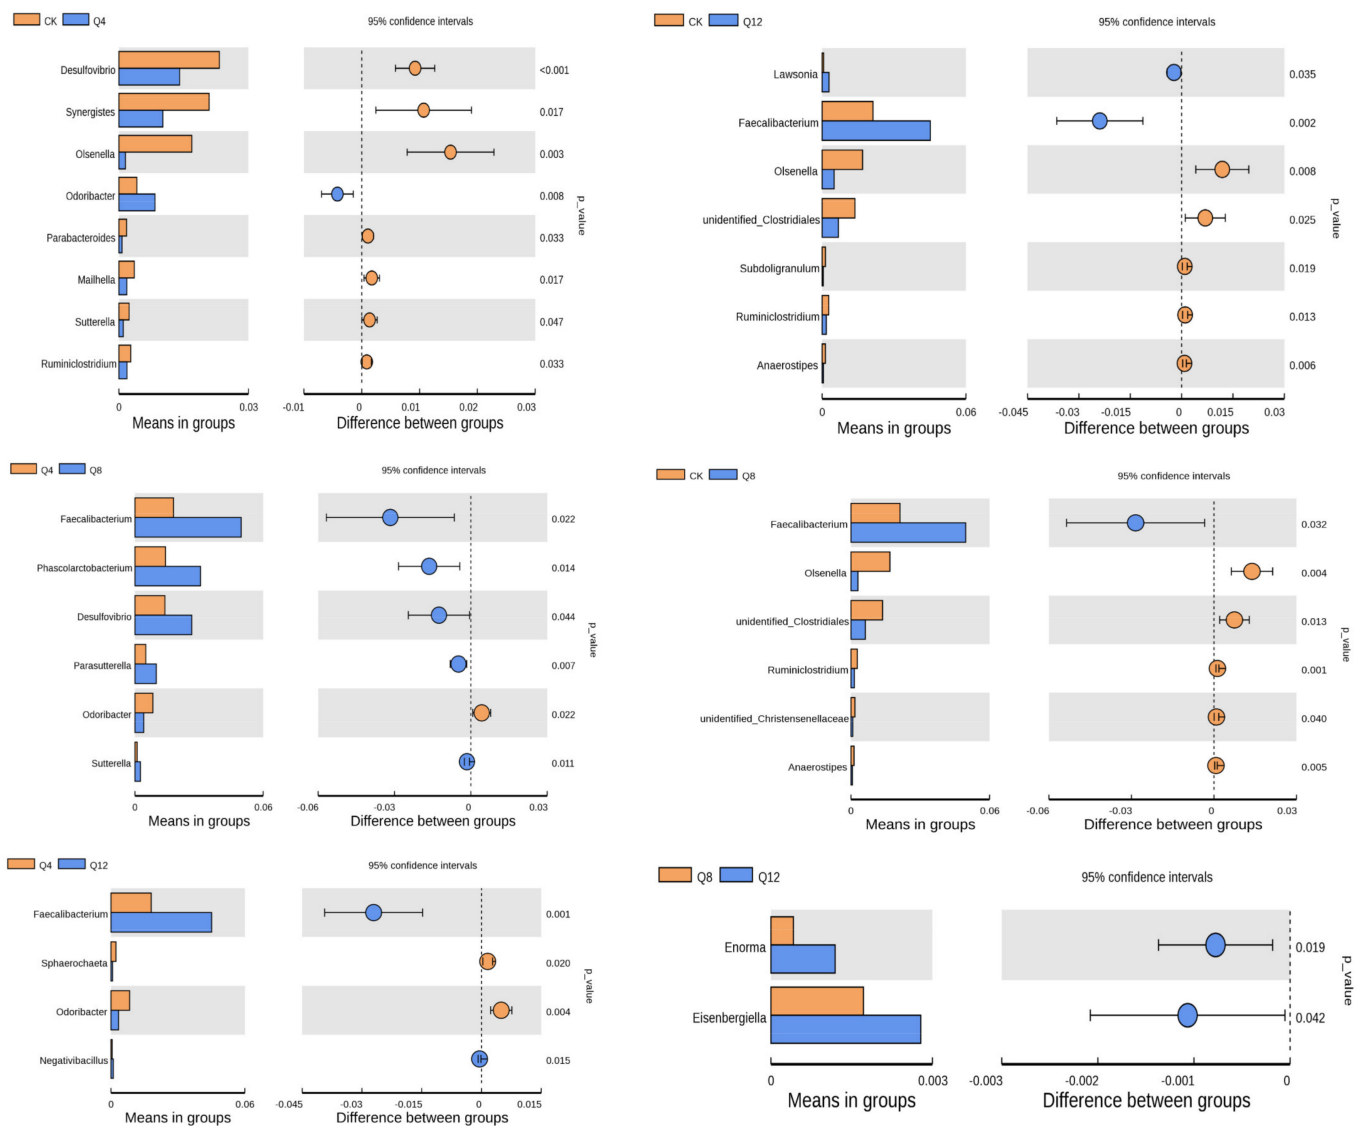 CK Q4 95% confidence intervals
Desulfovibrio <0.001
Synergistes 0.017
Olsenella 0.003
Odoribacter 0.008
Parabacteroides 0.033
Mailhella 0.017
Sutterella 0.047
Ruminiclostridium 0.033
p_value
0 0.03 -0.01 0 0.01 0.02 0.03
Means in groups Difference between groups
CK Q12 95% confidence intervals
Lawsonia 0.035
Faecalibacterium 0.002
Olsenella 0.008
unidentified_Clostridiales 0.025
Subdoligranulum 0.019
Ruminiclostridium 0.013
Anaerostipes 0.006
p_value
0 0.06 -0.045 -0.03 -0.015 0 0.015 0.03
Means in groups Difference between groups
Q4 Q8 95% confidence intervals
Faecalibacterium 0.022
Phascolarctobacterium 0.014
Desulfovibrio 0.044
Parasutterella 0.007
Odoribacter 0.022
Sutterella 0.011
p_value
0 0.06 -0.06 -0.03 0 0.03
Means in groups Difference between groups
CK Q8 95% confidence intervals
Faecalibacterium 0.032
Olsenella 0.004
unidentified_Clostridiales 0.013
Ruminiclostridium 0.001
unidentified_Christensenellaceae 0.040
Anaerostipes 0.005
p_value
0 0.06 -0.06 -0.03 0 0.03
Means in groups Difference between groups
Q4 Q12 95% confidence intervals
Faecalibacterium 0.001
Sphaerochaeta 0.020
Odoribacter 0.004
Negativibacillus 0.015
p_value
0 0.06 -0.045 -0.03 -0.015 0 0.015
Means in groups Difference between groups
Q8 Q12 95% confidence intervals
Enorma 0.019
Eisenbergiella 0.042
p_value
0 0.003 -0.003 -0.002 -0.001 0
Means in groups Difference between groups